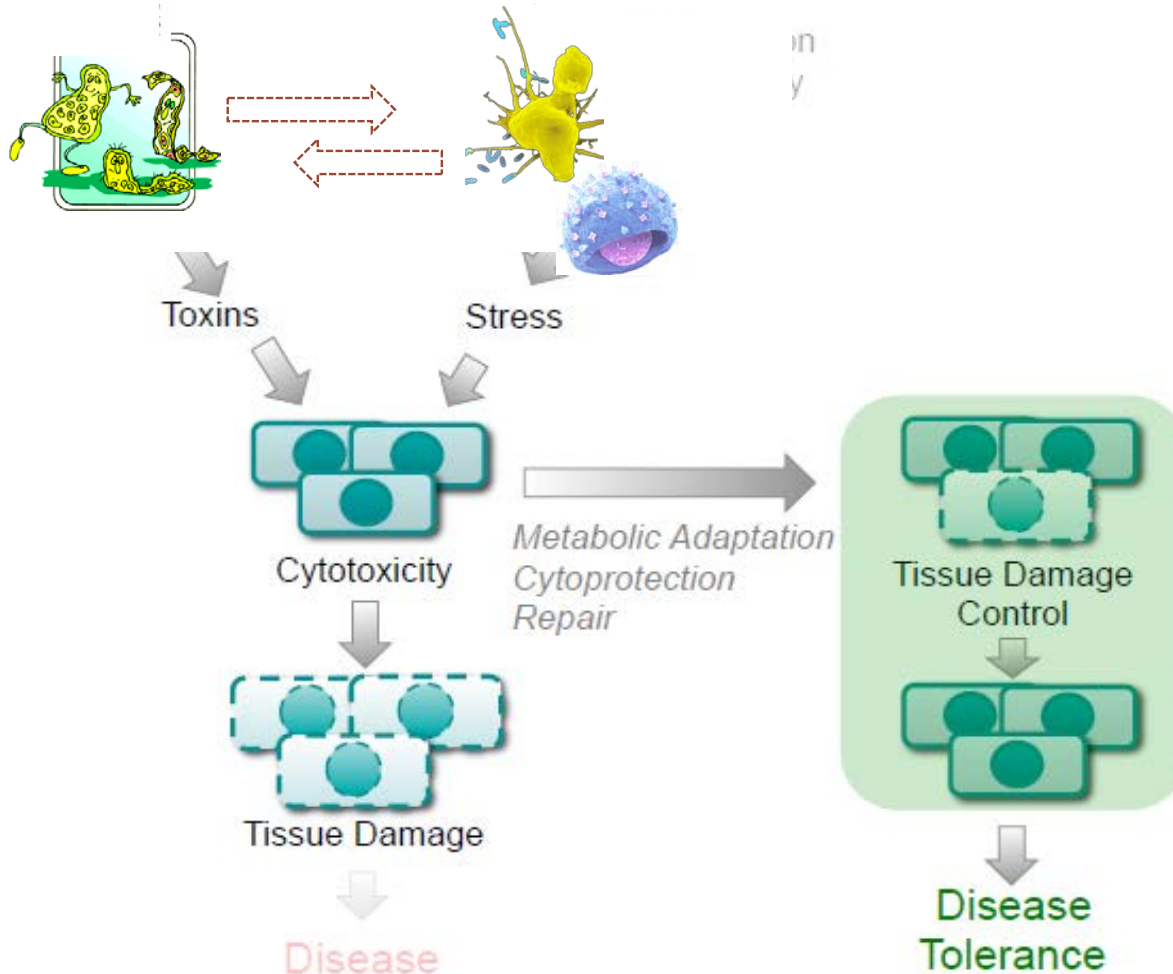 Toxins
Stress
Cytotoxicity
Metabolic Adaptation
Cytoprotection
Repair
Tissue Damage
Control
Tissue Damage
Disease
Disease
Tolerance